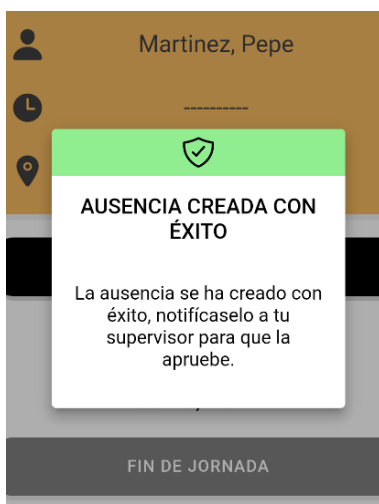 Martinez, Pepe
----------
AUSENCIA CREADA CON
ÉXITO
La ausencia se ha creado con
éxito, notifícaselo a tu
supervisor para que la
apruebe.
FIN DE JORNADA